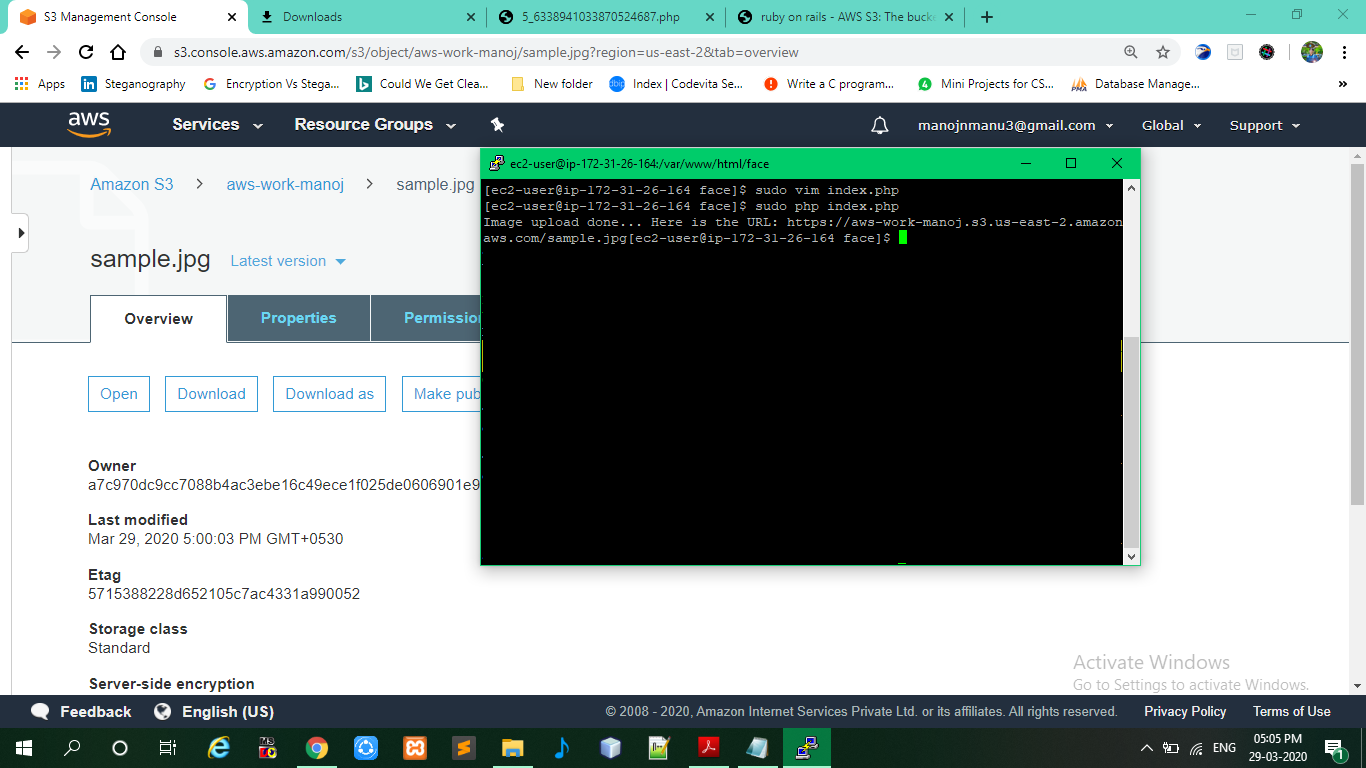 S3 Management Console
Downloads
5_6338941033870524687.php
ruby on rails - AWS S3: The buck
s3.console.aws.amazon.com/s3/object/aws-work-manoj/sample.jpg?region=us-east-2&tab=overview
Apps
Steganography
Encryption Vs Stega...
Could We Get Clea...
New folder
Index | Codevita Se...
Write a C program...
Mini Projects for CS...
Database Manage...
»
aws
Services
Resource Groups
manojnmanu3@gmail.com
Global
Support
Amazon S3
aws-work-manoj
sample.jpg
sample.jpg
Latest version
Overview
Properties
Permission
Open
Download
Download as
Make pub
Owner
a7c970dc9cc7088b4ac3ebe16c49ece1f025de0606901e9
Last modified
Mar 29, 2020 5:00:03 PM GMT+0530
Etag
5715388228d652105c7ac4331a990052
Storage class
Standard
Server-side encryption
ec2-user@ip-172-31-26-164:/var/www/html/face
[ec2-user@ip-172-31-26-164 face]$ sudo vim index.php
[ec2-user@ip-172-31-26-164 face]$ sudo php index.php
Image upload done... Here is the URL: https://aws-work-manoj.s3.us-east-2.amazon
aws.com/sample.jpg[ec2-user@ip-172-31-26-164 face]$
Activate Windows
Go to Settings to activate Windows.
Feedback
English (US)
© 2008 - 2020, Amazon Internet Services Private Ltd. or its affiliates. All rights reserved.
Privacy Policy
Terms of Use
ENG
05:05 PM
29-03-2020
1